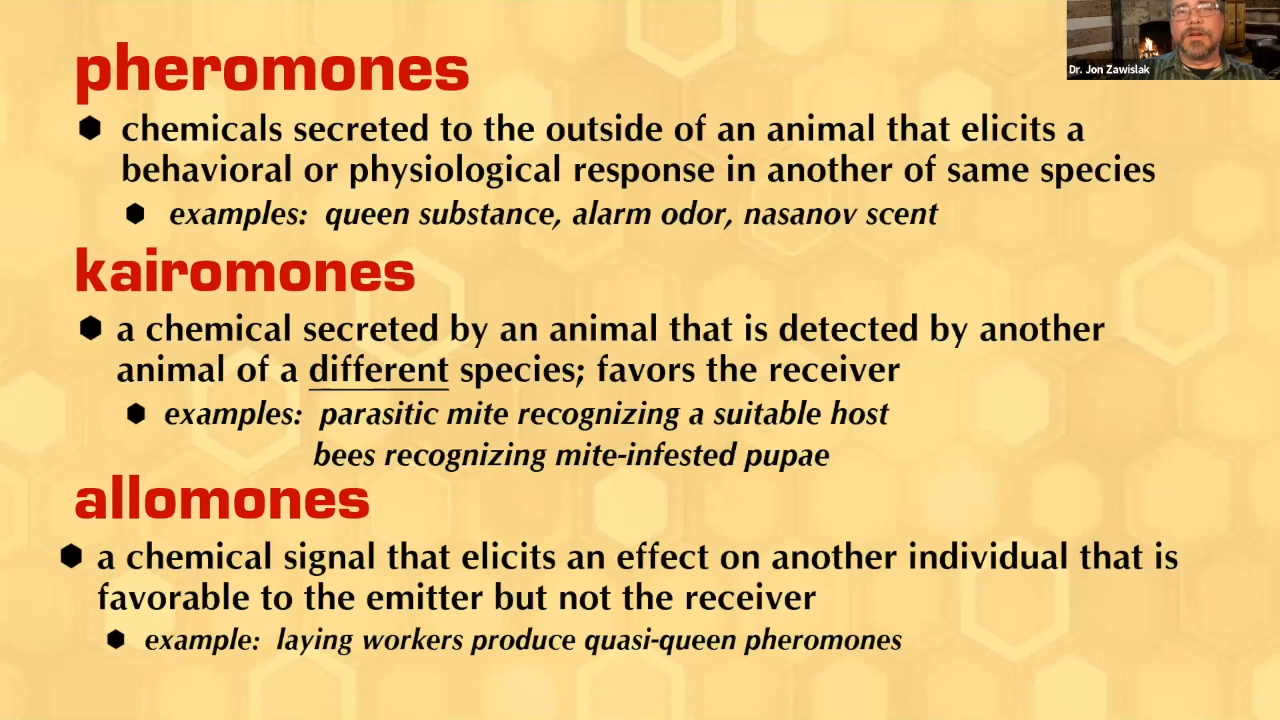 Dr. Jon Zawislak
pheromones
chemicals secreted to the outside of an animal that elicits a
behavioral or physiological response in another of same species
examples: queen substance, alarm odor, nasanov scent
kairomones
a chemical secreted by an animal that is detected by another
animal of a different species; favors the receiver
examples: parasitic mite recognizing a suitable host
bees recognizing mite-infested pupae
allomones
a chemical signal that elicits an effect on another individual that is
favorable to the emitter but not the receiver
example: laying workers produce quasi-queen pheromones